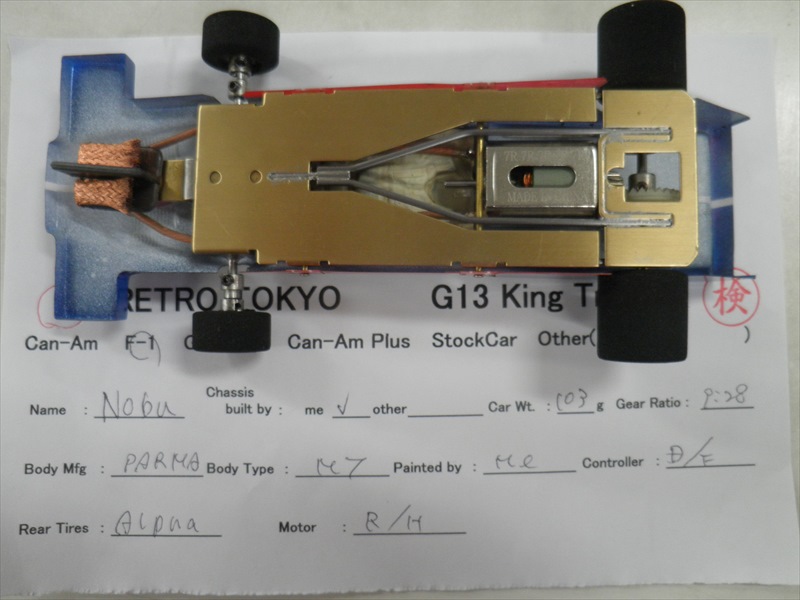 RETRO TOKYO G13 King
検
Can-Am F-1 Can-Am Plus StockCar Other( )
Name : Nobu Chassis built by : me ✓ other Car Wt. : 103 g Gear Ratio : 9:28
Body Mfg : PARMA Body Type : M7 Painted by : Me Controller : D/F
Rear Tires : Alpha Motor : R/H